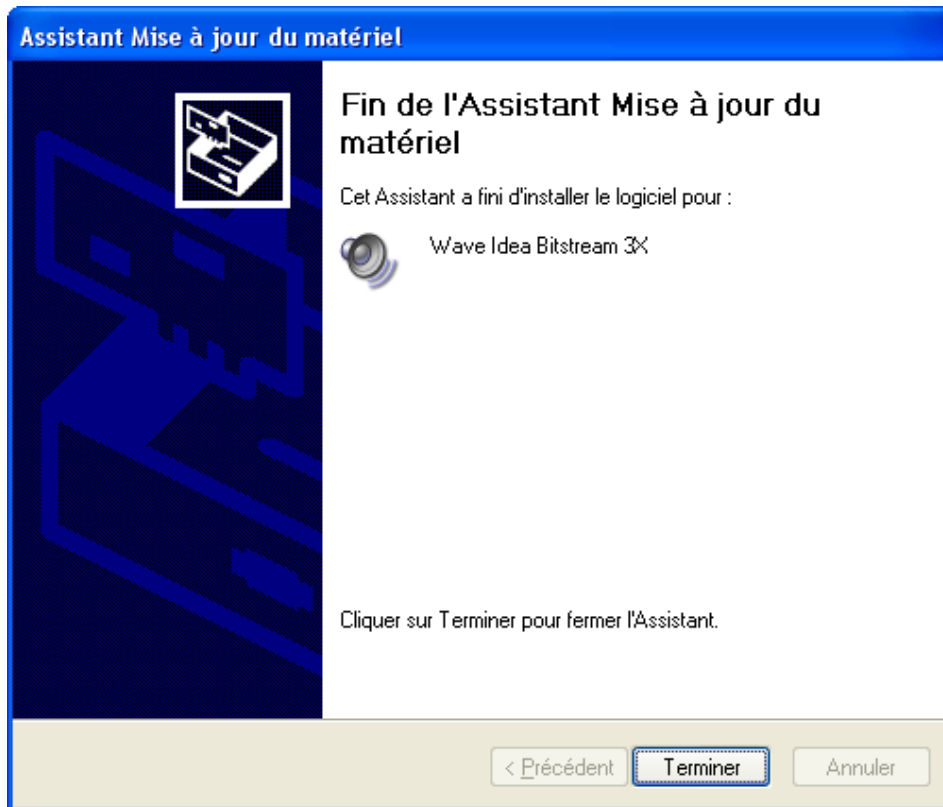 Assistant Mise à jour du matériel
Fin de l'Assistant Mise à jour du
matériel
Cet Assistant a fini d'installer le logiciel pour :
Wave Idea Bitstream 3X
Cliquer sur Terminer pour fermer l'Assistant.
< Précédent Terminer Annuler